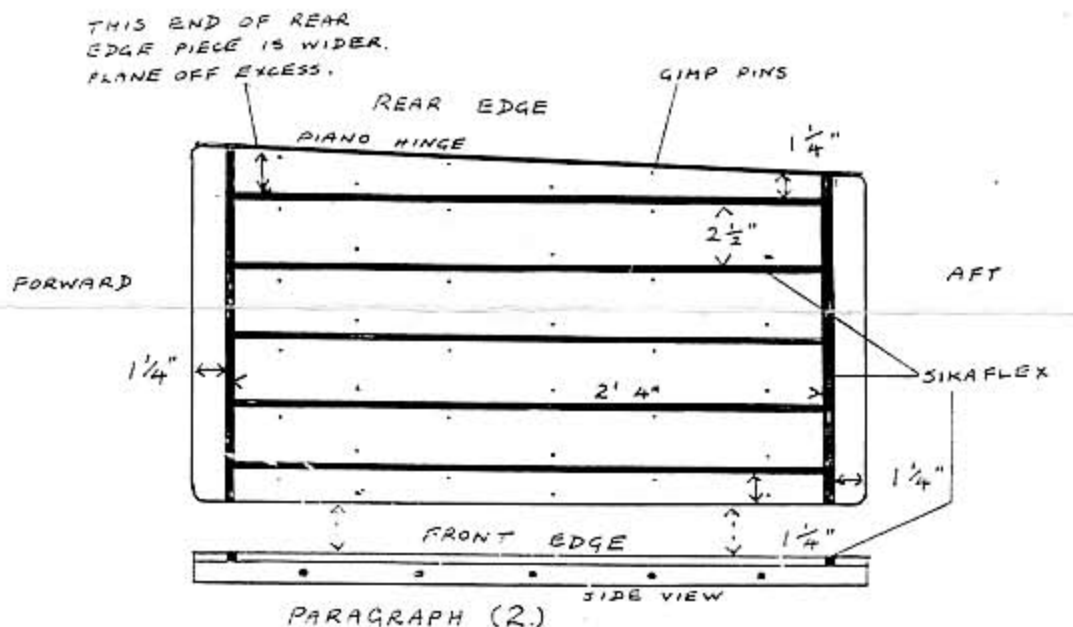 THIS END OF REAR
EDGE PIECE IS WIDER.
PLANE OFF EXCESS.
GIMP PINS
REAR EDGE
PIANO HINGE
1 1/4"
2 1/2"
FORWARD
AFT
1 1/4"
2' 4"
SIKAFLEX
1 1/4"
FRONT EDGE
1 1/4"
SIDE VIEW
PARAGRAPH (2.)